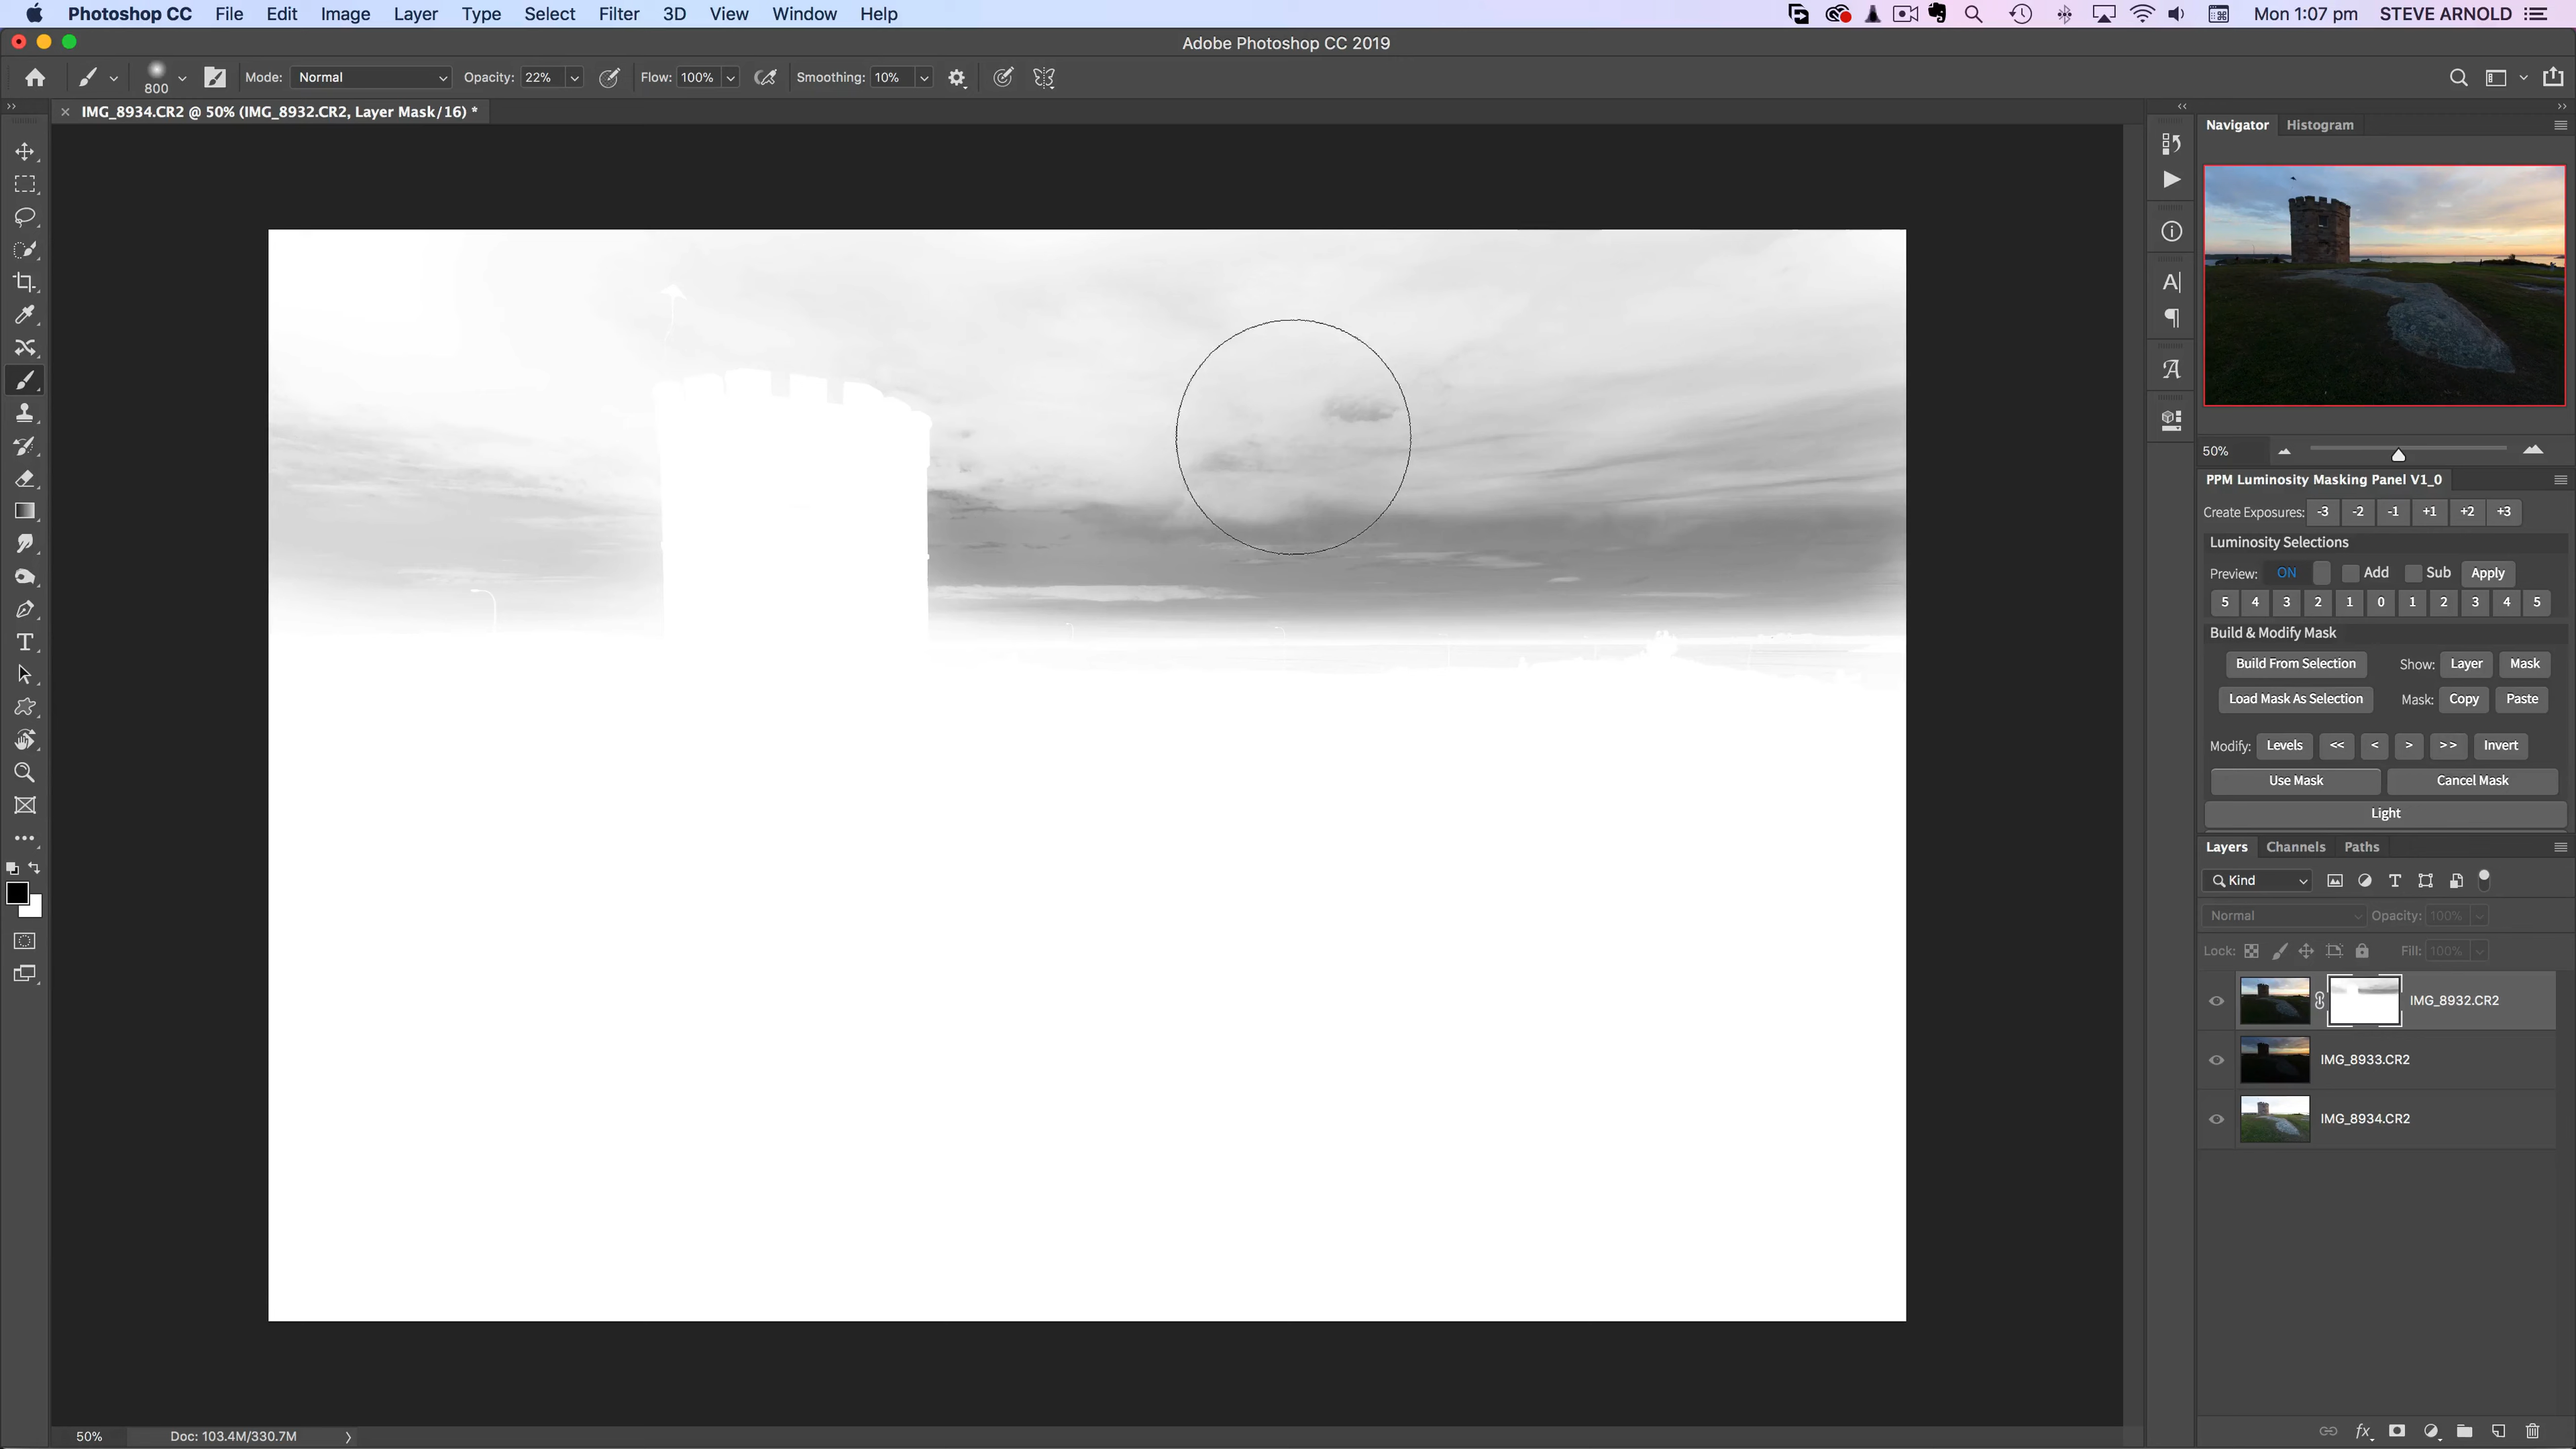 Photoshop CC File Edit Image Layer Type Select Filter 3D View Window Help Mon 1:07 pm STEVE ARNOLD
Adobe Photoshop CC 2019
800 Mode: Normal Opacity: 22% Flow: 100% Smoothing: 10%
IMG_8934.CR2 @ 50% (IMG_8932.CR2, Layer Mask/16) *
Navigator Histogram
50%
PPM Luminosity Masking Panel V1_0
Create Exposures: -3 -2 -1 +1 +2 +3
Luminosity Selections
Preview: ON Add Sub Apply
5 4 3 2 1 0 1 2 3 4 5
Build & Modify Mask
Build From Selection Show: Layer Mask
Load Mask As Selection Mask: Copy Paste
Modify: Levels << < > >> Invert
Use Mask Cancel Mask
Light
Layers Channels Paths
Kind
Normal Opacity: 100%
Lock: Fill: 100%
IMG_8932.CR2
IMG_8933.CR2
IMG_8934.CR2
50% Doc: 103.4M/330.7M